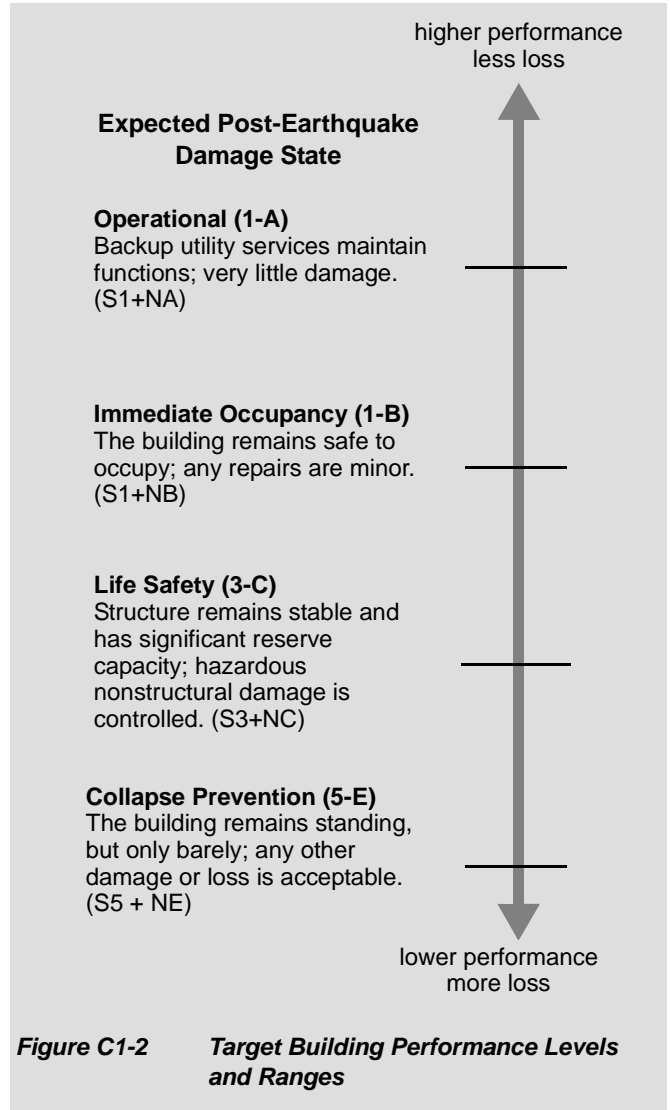 higher performance
less loss
Expected Post-Earthquake
Damage State
Operational (1-A)
Backup utility services maintain
functions; very little damage.
(S1+NA)
Immediate Occupancy (1-B)
The building remains safe to
occupy; any repairs are minor.
(S1+NB)
Life Safety (3-C)
Structure remains stable and
has significant reserve
capacity; hazardous
nonstructural damage is
controlled. (S3+NC)
Collapse Prevention (5-E)
The building remains standing,
but only barely; any other
damage or loss is acceptable.
(S5 + NE)
lower performance
more loss
Figure C1-2 Target Building Performance Levels
and Ranges